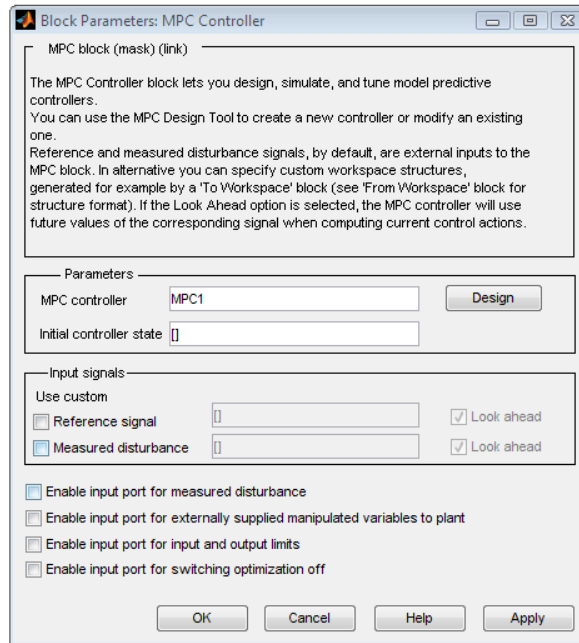 Block Parameters: MPC Controller
MPC block (mask) (link)
The MPC Controller block lets you design, simulate, and tune model predictive
controllers.
You can use the MPC Design Tool to create a new controller or modify an existing
one.
Reference and measured disturbance signals, by default, are external inputs to the
MPC block. In alternative you can specify custom workspace structures,
generated for example by a 'To Workspace' block (see 'From Workspace' block for
structure format). If the Look Ahead option is selected, the MPC controller will use
future values of the corresponding signal when computing current control actions.
Parameters
MPC controller MPC1 Design
Initial controller state []
Input signals
Use custom
Reference signal [] Look ahead
Measured disturbance [] Look ahead
Enable input port for measured disturbance
Enable input port for externally supplied manipulated variables to plant
Enable input port for input and output limits
Enable input port for switching optimization off
OK Cancel Help Apply